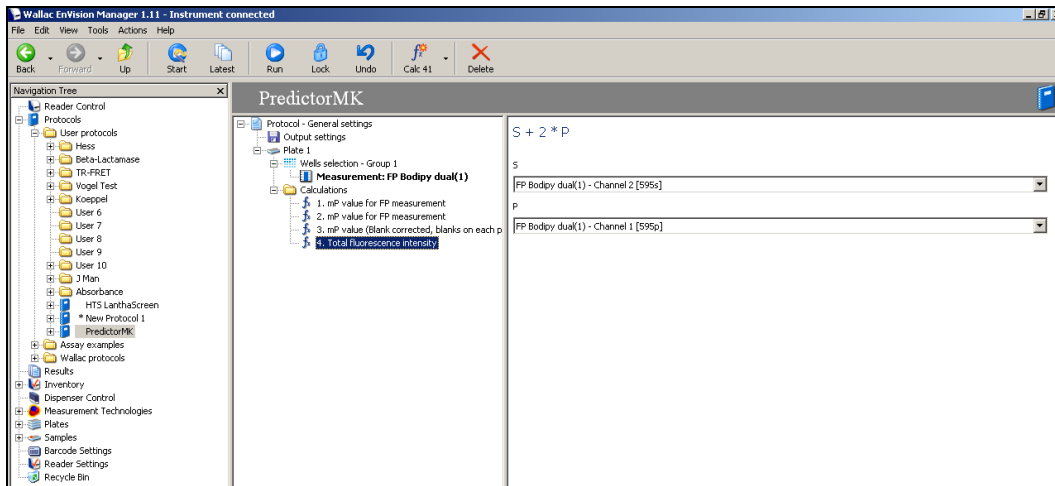 Wallac EnVision Manager 1.11 - Instrument connected
File Edit View Tools Actions Help
Back Forward Up Start Latest Run Lock Undo Calc 41 Delete
Navigation Tree
Reader Control
Protocols
User protocols
Hess
Beta-Lactamase
TR-FRET
Vogel Test
Koeppel
User 6
User 7
User 8
User 9
User 10
J Man
Absorbance
HTS LanthaScreen
* New Protocol 1
PredictorMK
Assay examples
Wallac protocols
Results
Inventory
Dispenser Control
Measurement Technologies
Plates
Samples
Barcode Settings
Reader Settings
Recycle Bin
PredictorMK
Protocol - General settings
Output settings
Plate 1
Wells selection - Group 1
Measurement: FP Bodipy dual(1)
Calculations
1. mP value for FP measurement
2. mP value for FP measurement
3. mP value (Blank corrected, blanks on each p
4. Total fluorescence intensity
S + 2 * P
S
FP Bodipy dual(1) - Channel 2 [595s]
P
FP Bodipy dual(1) - Channel 1 [595p]